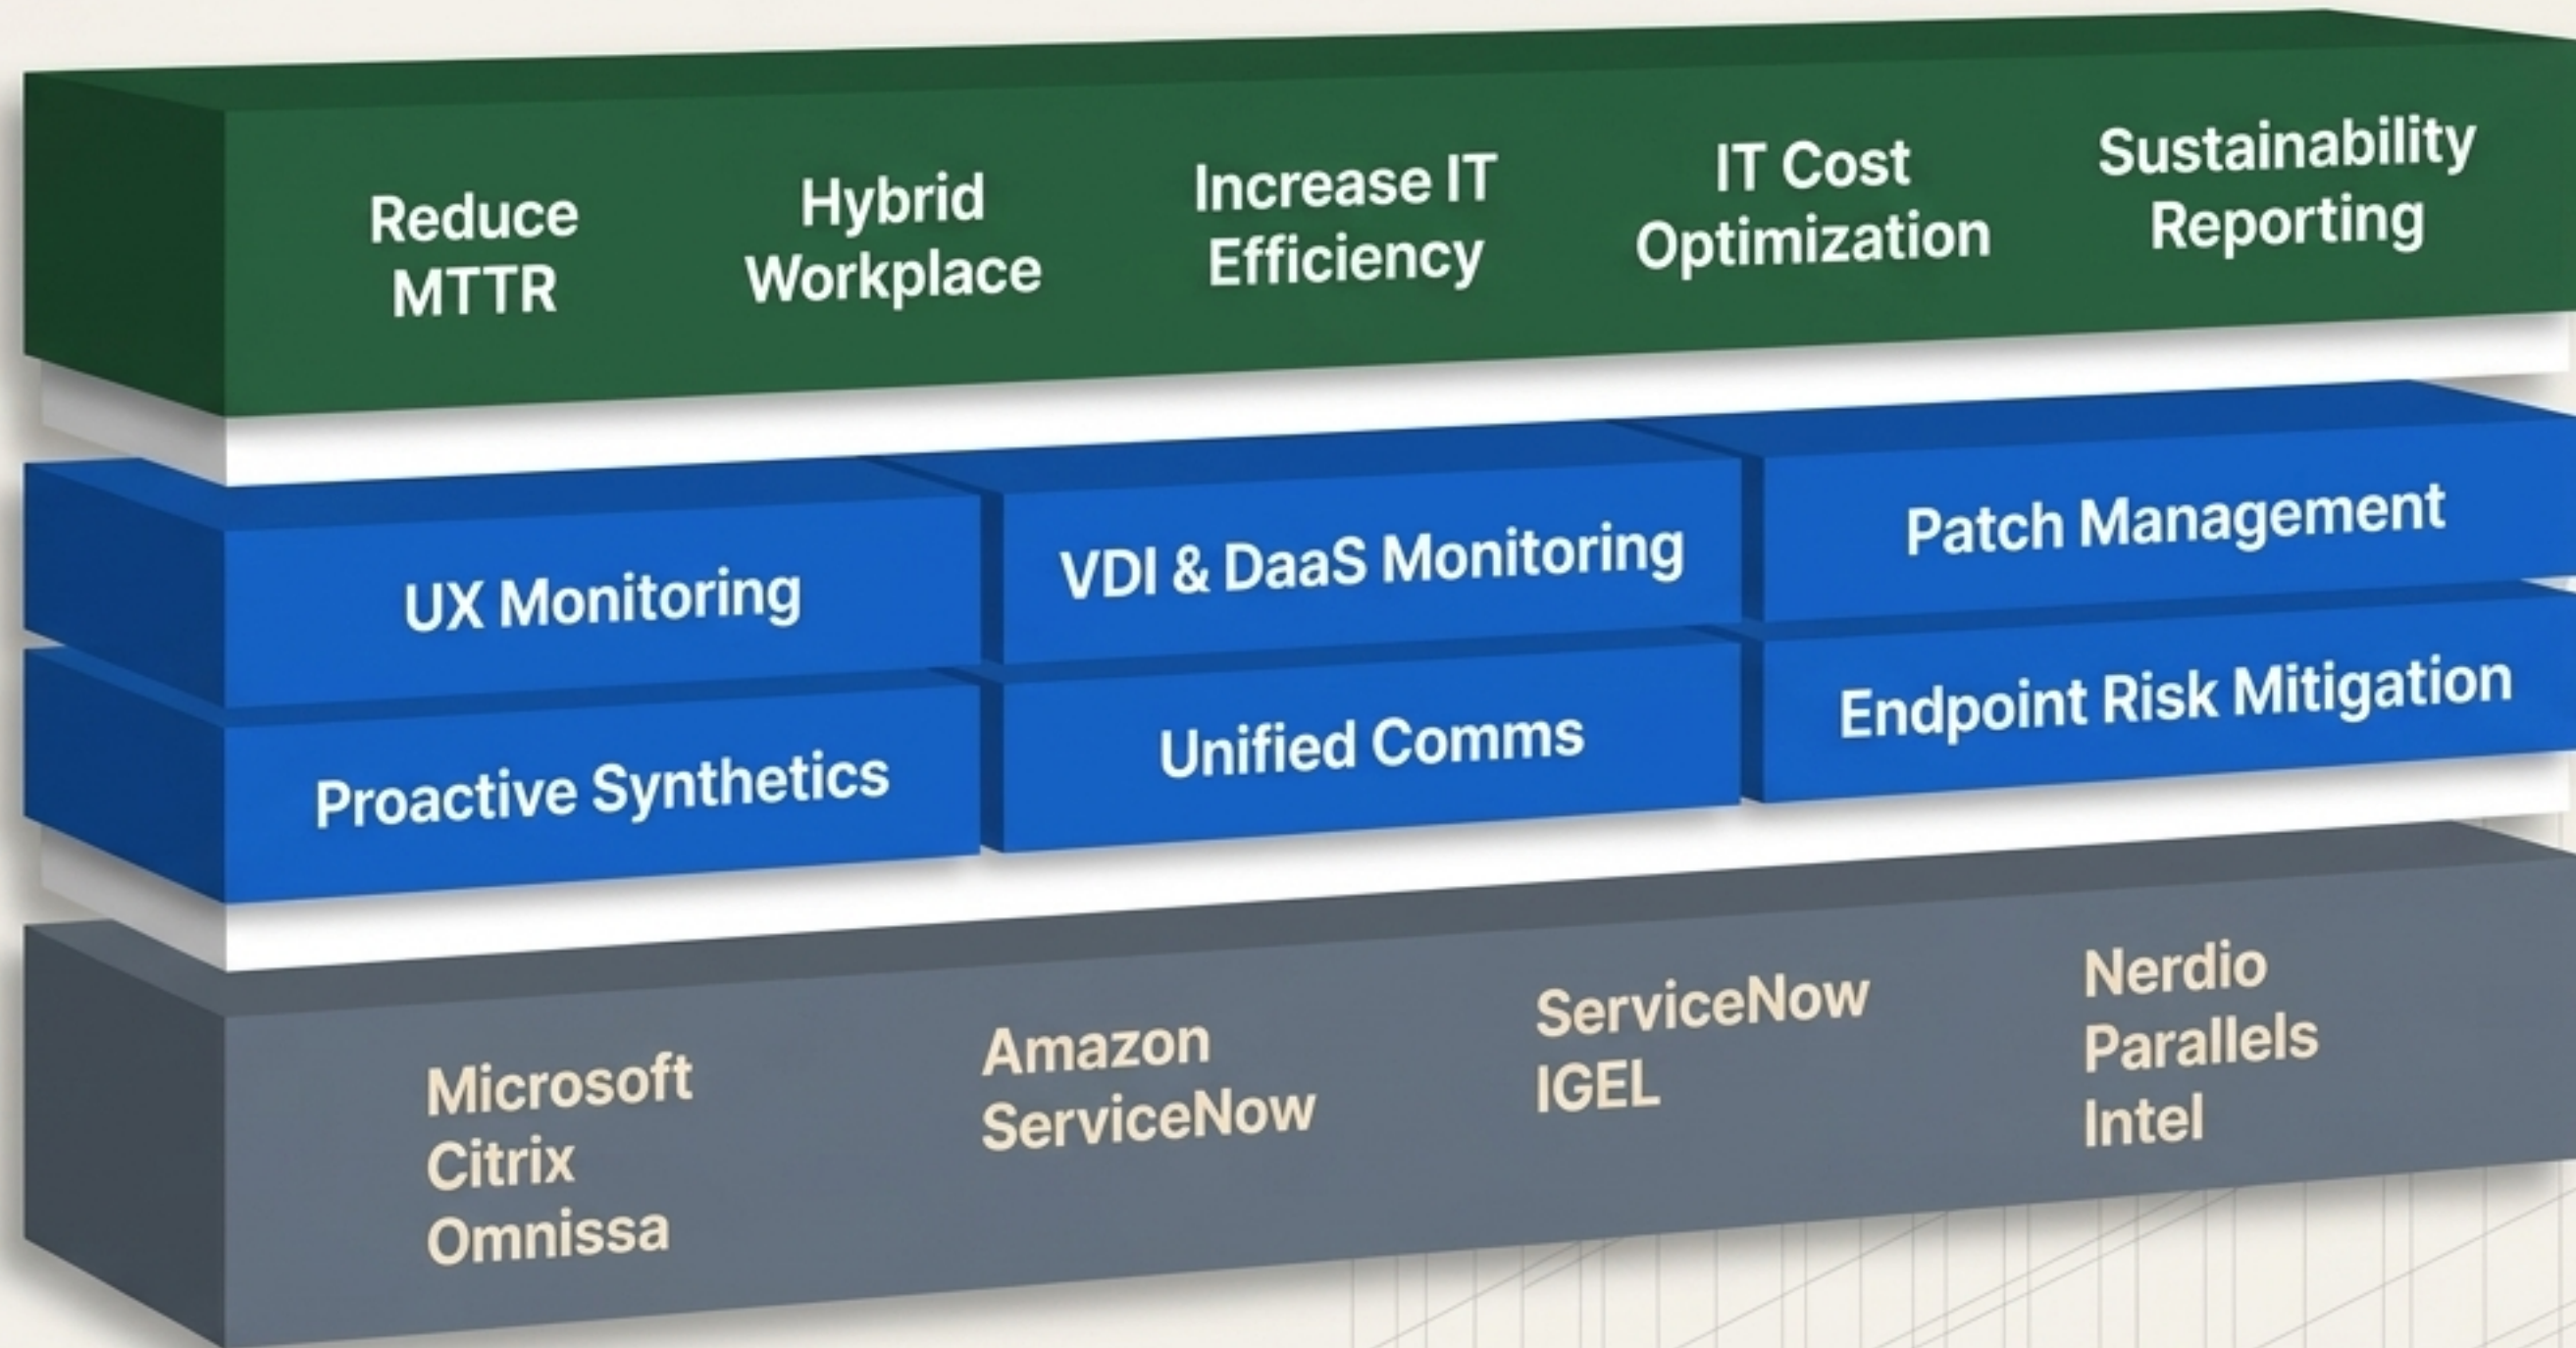 Reduce
MTTR
Hybrid
Workplace
Increase IT
Efficiency
IT Cost
Optimization
Sustainability
Reporting
UX Monitoring
VDI & DaaS Monitoring
Patch Management
Proactive Synthetics
Unified Comms
Endpoint Risk Mitigation
Microsoft
Citrix
Omnissa
Amazon
ServiceNow
ServiceNow
IGEL
Nerdio
Parallels
Intel